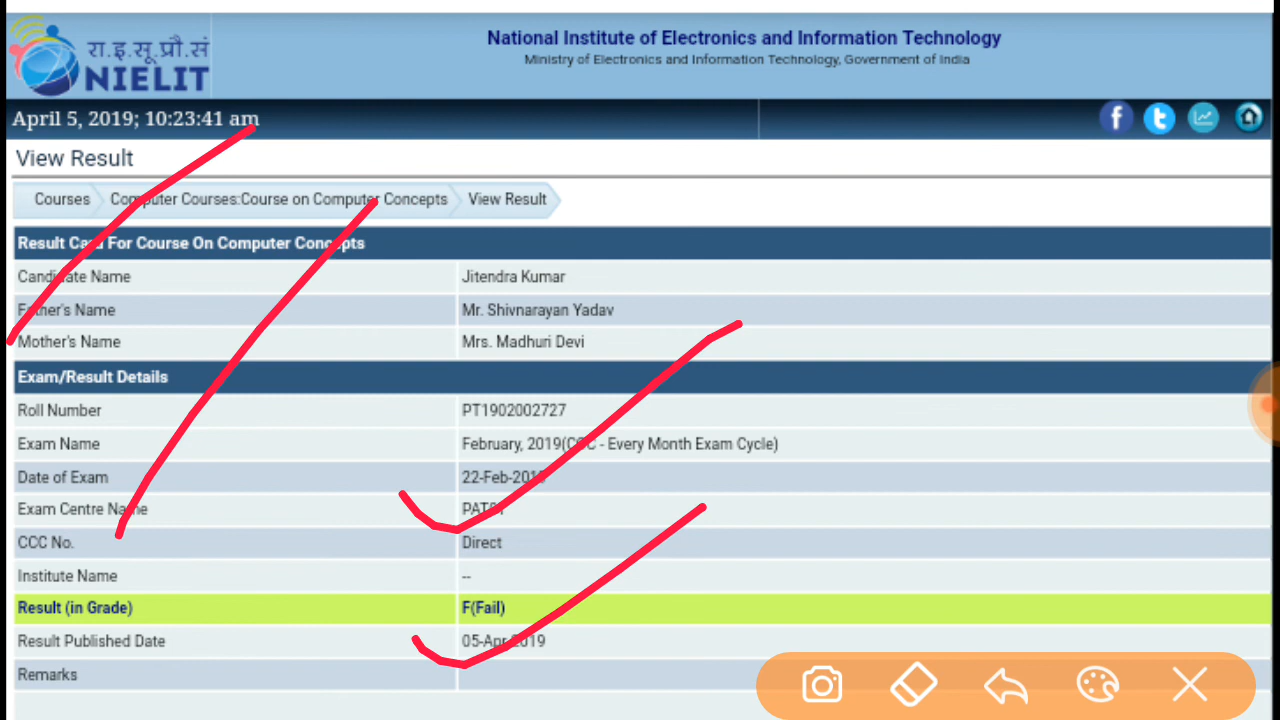 रा.इ.सू.प्रौ.सं
NIELIT
National Institute of Electronics and Information Technology
Ministry of Electronics and Information Technology, Government of India
April 5, 2019; 10:23:41 am
View Result
Courses Computer Courses:Course on Computer Concepts View Result
Result Card For Course On Computer Concepts
Candidate Name Jitendra Kumar
Father's Name Mr. Shivnarayan Yadav
Mother's Name Mrs. Madhuri Devi
Exam/Result Details
Roll Number PT1902002727
Exam Name February, 2019(CCC - Every Month Exam Cycle)
Date of Exam 22-Feb-2019
Exam Centre Name
CCC No. Direct
Institute Name --
Result (in Grade) F(Fail)
Result Published Date 05-Apr-2019
Remarks